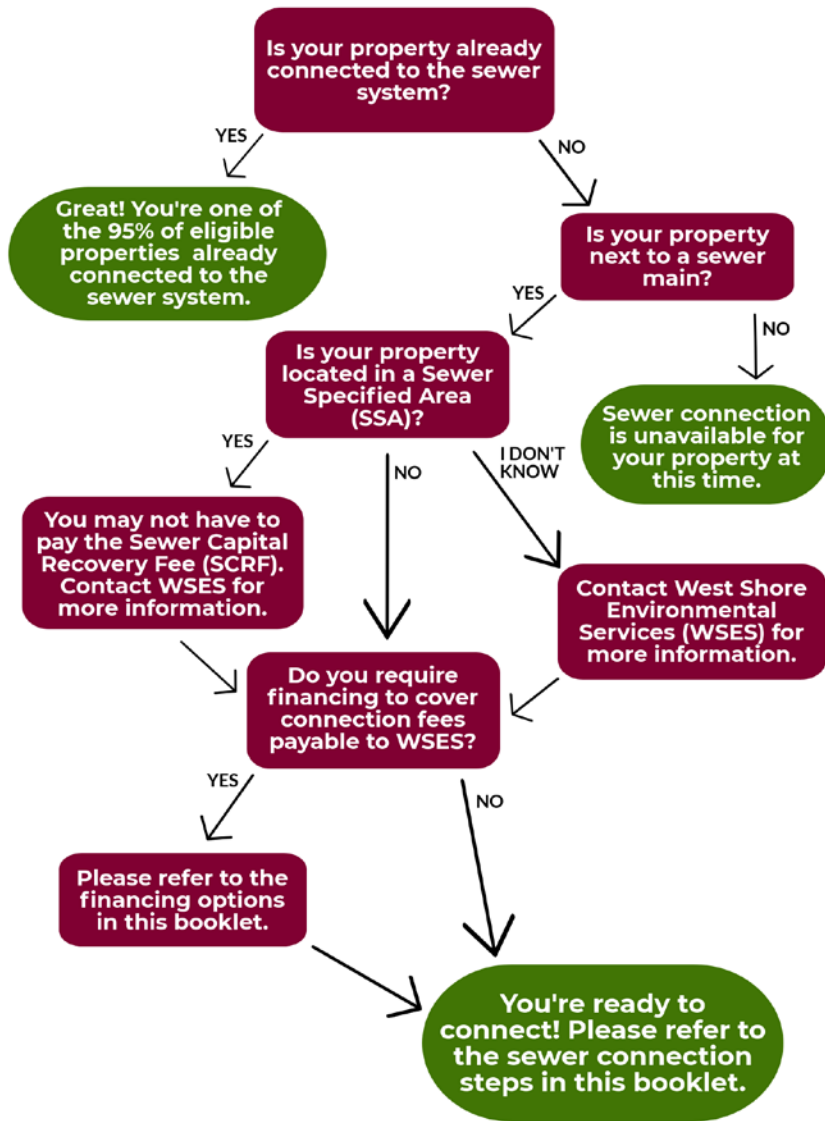 Is your property already
connected to the sewer
system?
YES
NO
Great! You're one of
the 95% of eligible
properties already
connected to the
sewer system.
Is your property
next to a sewer
main?
YES
NO
Is your property
located in a Sewer
Specified Area
(SSA)?
Sewer connection
is unavailable for
your property at
this time.
YES
NO
I DON'T
KNOW
You may not have to
pay the Sewer Capital
Recovery Fee (SCRF).
Contact WSES for
more information.
Contact West Shore
Environmental
Services (WSES) for
more information.
Do you require
financing to cover
connection fees
payable to WSES?
YES
NO
Please refer to the
financing options
in this booklet.
You're ready to
connect! Please refer to
the sewer connection
steps in this booklet.